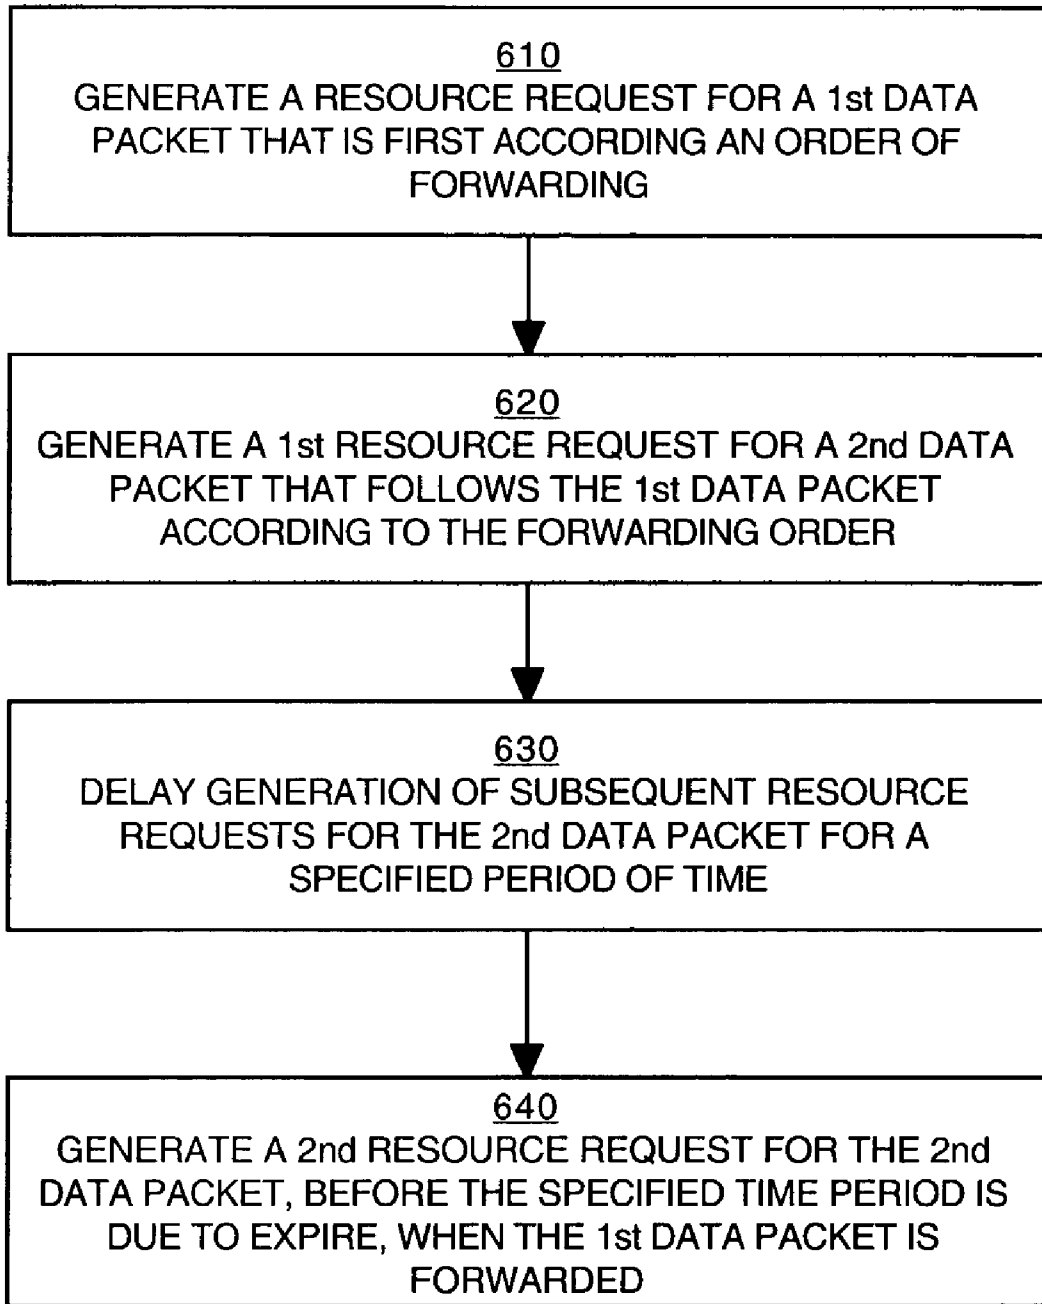 610
GENERATE A RESOURCE REQUEST FOR A 1st DATA
PACKET THAT IS FIRST ACCORDING AN ORDER OF
FORWARDING
620
GENERATE A 1st RESOURCE REQUEST FOR A 2nd DATA
PACKET THAT FOLLOWS THE 1st DATA PACKET
ACCORDING TO THE FORWARDING ORDER
630
DELAY GENERATION OF SUBSEQUENT RESOURCE
REQUESTS FOR THE 2nd DATA PACKET FOR A
SPECIFIED PERIOD OF TIME
640
GENERATE A 2nd RESOURCE REQUEST FOR THE 2nd
DATA PACKET, BEFORE THE SPECIFIED TIME PERIOD IS
DUE TO EXPIRE, WHEN THE 1st DATA PACKET IS
FORWARDED